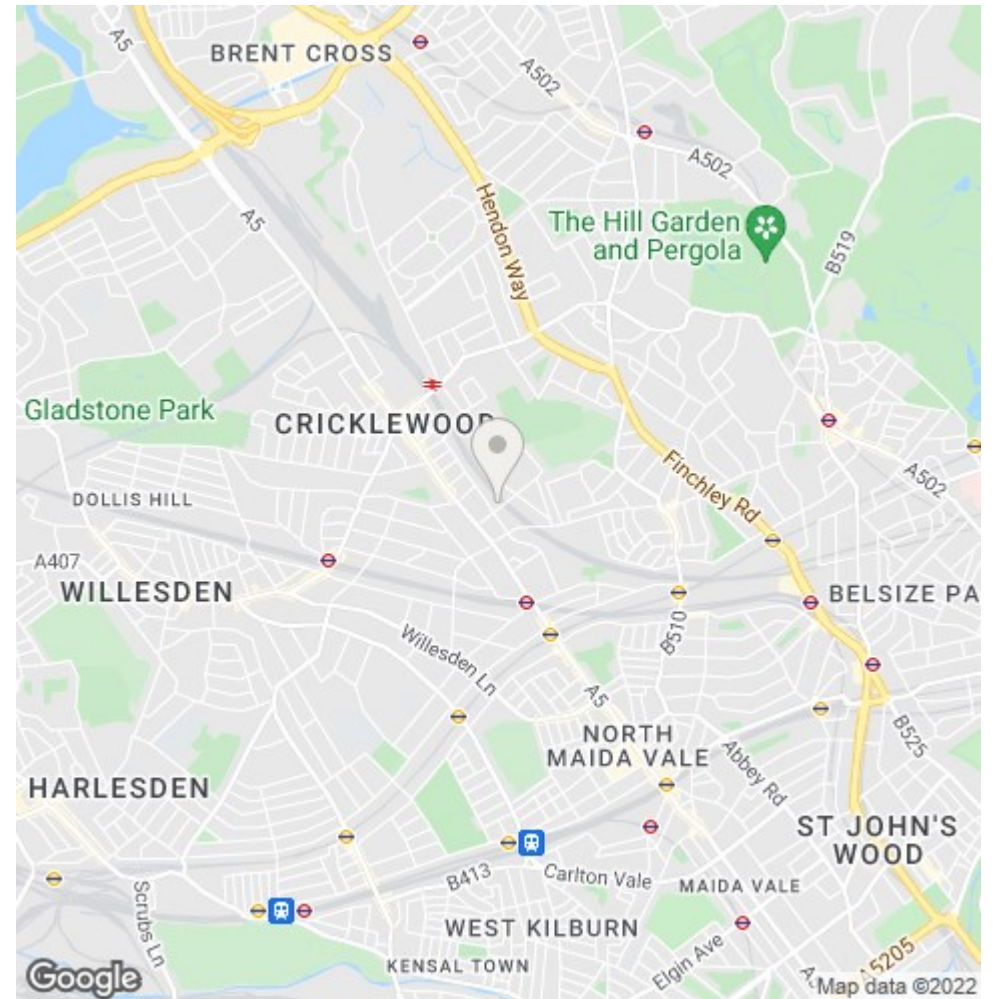 BRENT CROSS
A5
A502
A502
Hendon Way
The Hill Garden
and Pergola
B519
A5
Gladstone Park
CRICKLEWOOD
Finchley Rd
A502
DOLLIS HILL
A407
WILLESDEN
BELSIZE PA
B510
Willesden Ln
A5
NORTH
MAIDA VALE
Abbey Rd
B525
HARLESDEN
ST JOHN'S
WOOD
B413
Carlton Vale
MAIDA VALE
Scrubs Ln
WEST KILBURN
Elgin Ave
A5205
KENSAL TOWN
Google
Map data ©2022